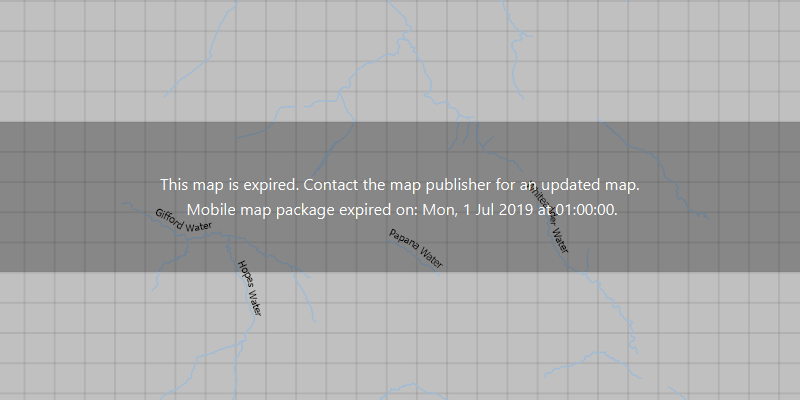 This map is expired. Contact the map publisher for an updated map.
Mobile map package expired on: Mon, 1 Jul 2019 at 01:00:00.
Gifford Water
Papana Water
Water
Hopes Water